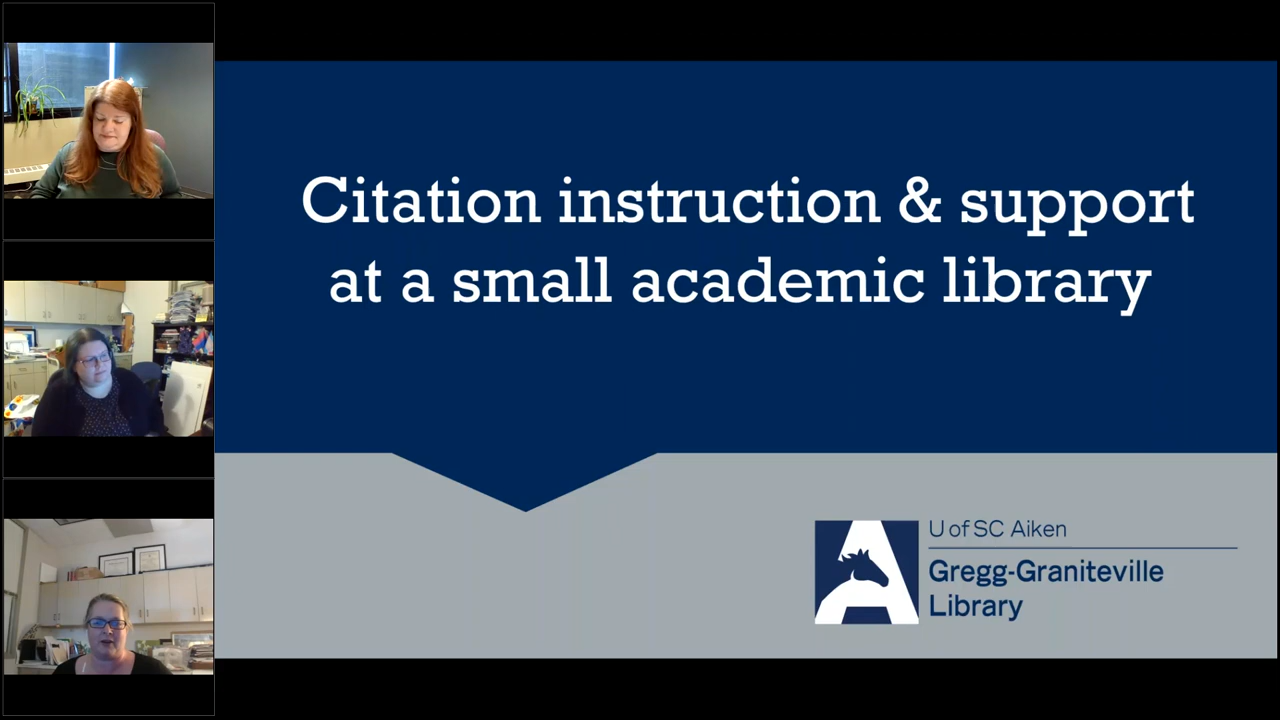 Citation instruction & support
at a small academic library
U of SC Aiken
Gregg-Graniteville
Library